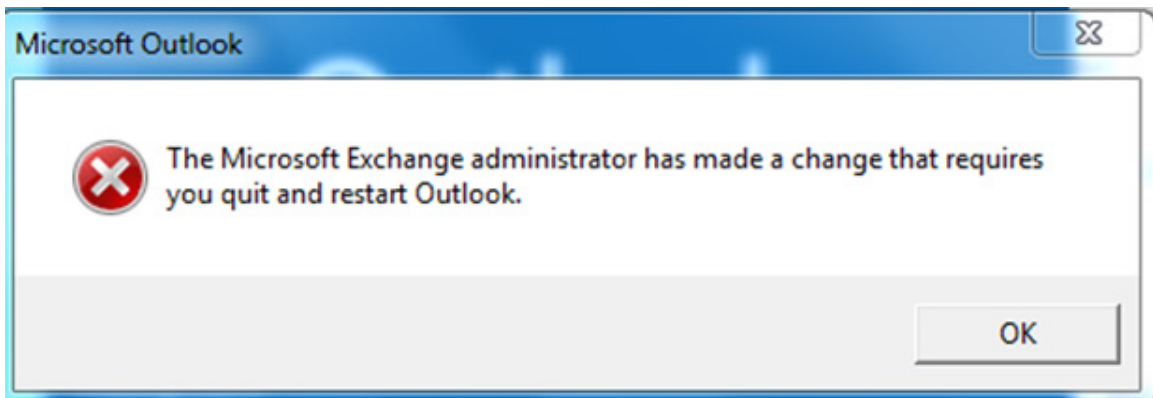 Microsoft Outlook
The Microsoft Exchange administrator has made a change that requires
you quit and restart Outlook.
OK